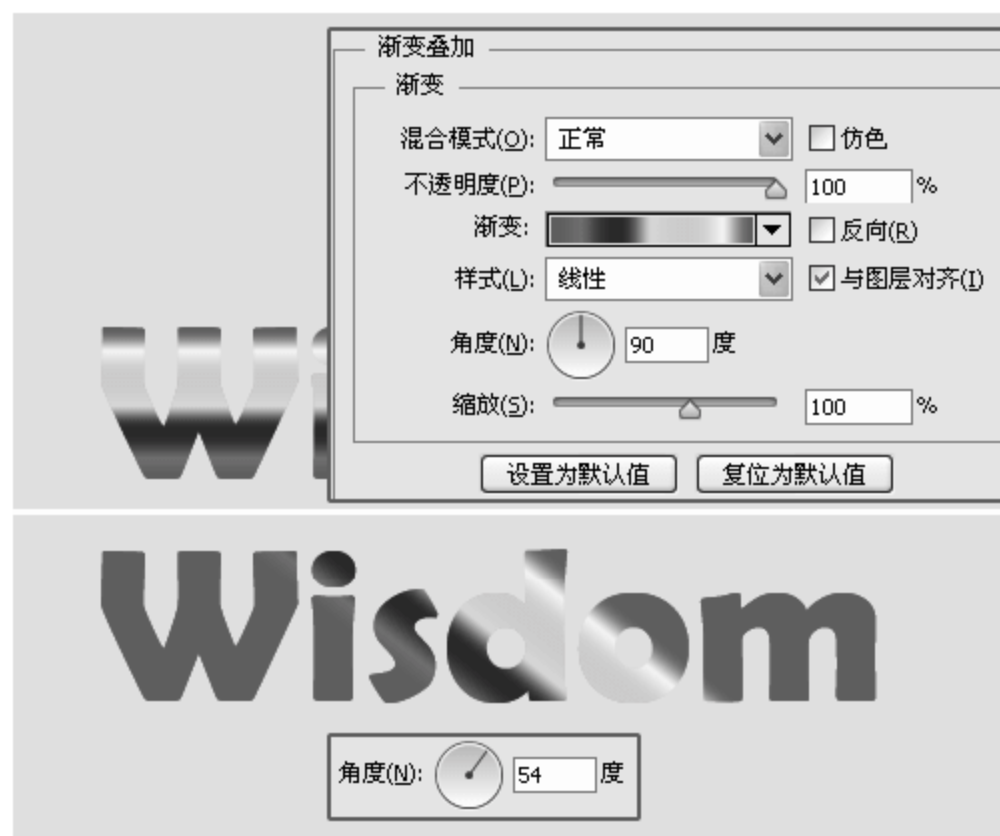 渐变叠加
渐变
混合模式(O): 正常 仿色
不透明度(P): 100 %
渐变: 反向(R)
样式(L): 线性 与图层对齐(I)
Wi
角度(N): 90 度
缩放(S): 100 %
设置为默认值 复位为默认值
Wisdom
角度(N): 54 度